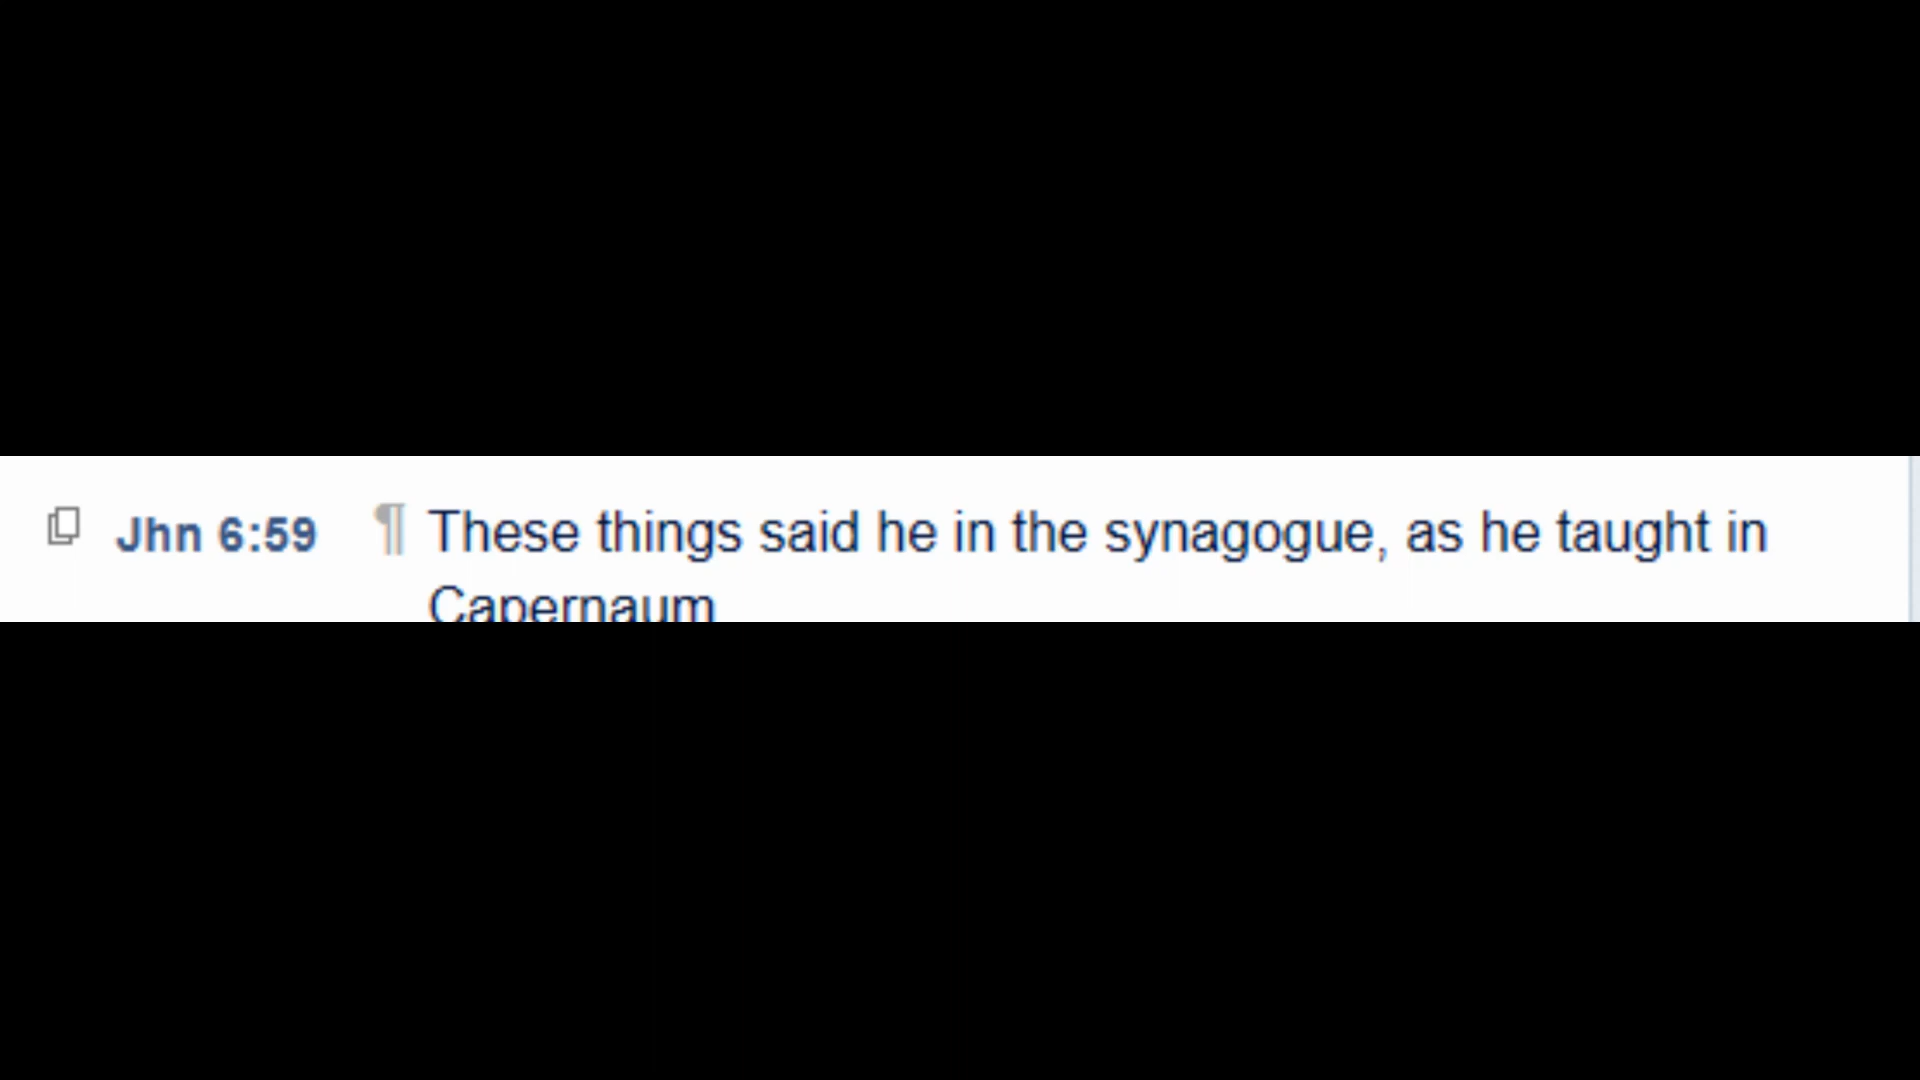 Jhn 6:59 ¶ These things said he in the synagogue, as he taught in
Capernaum